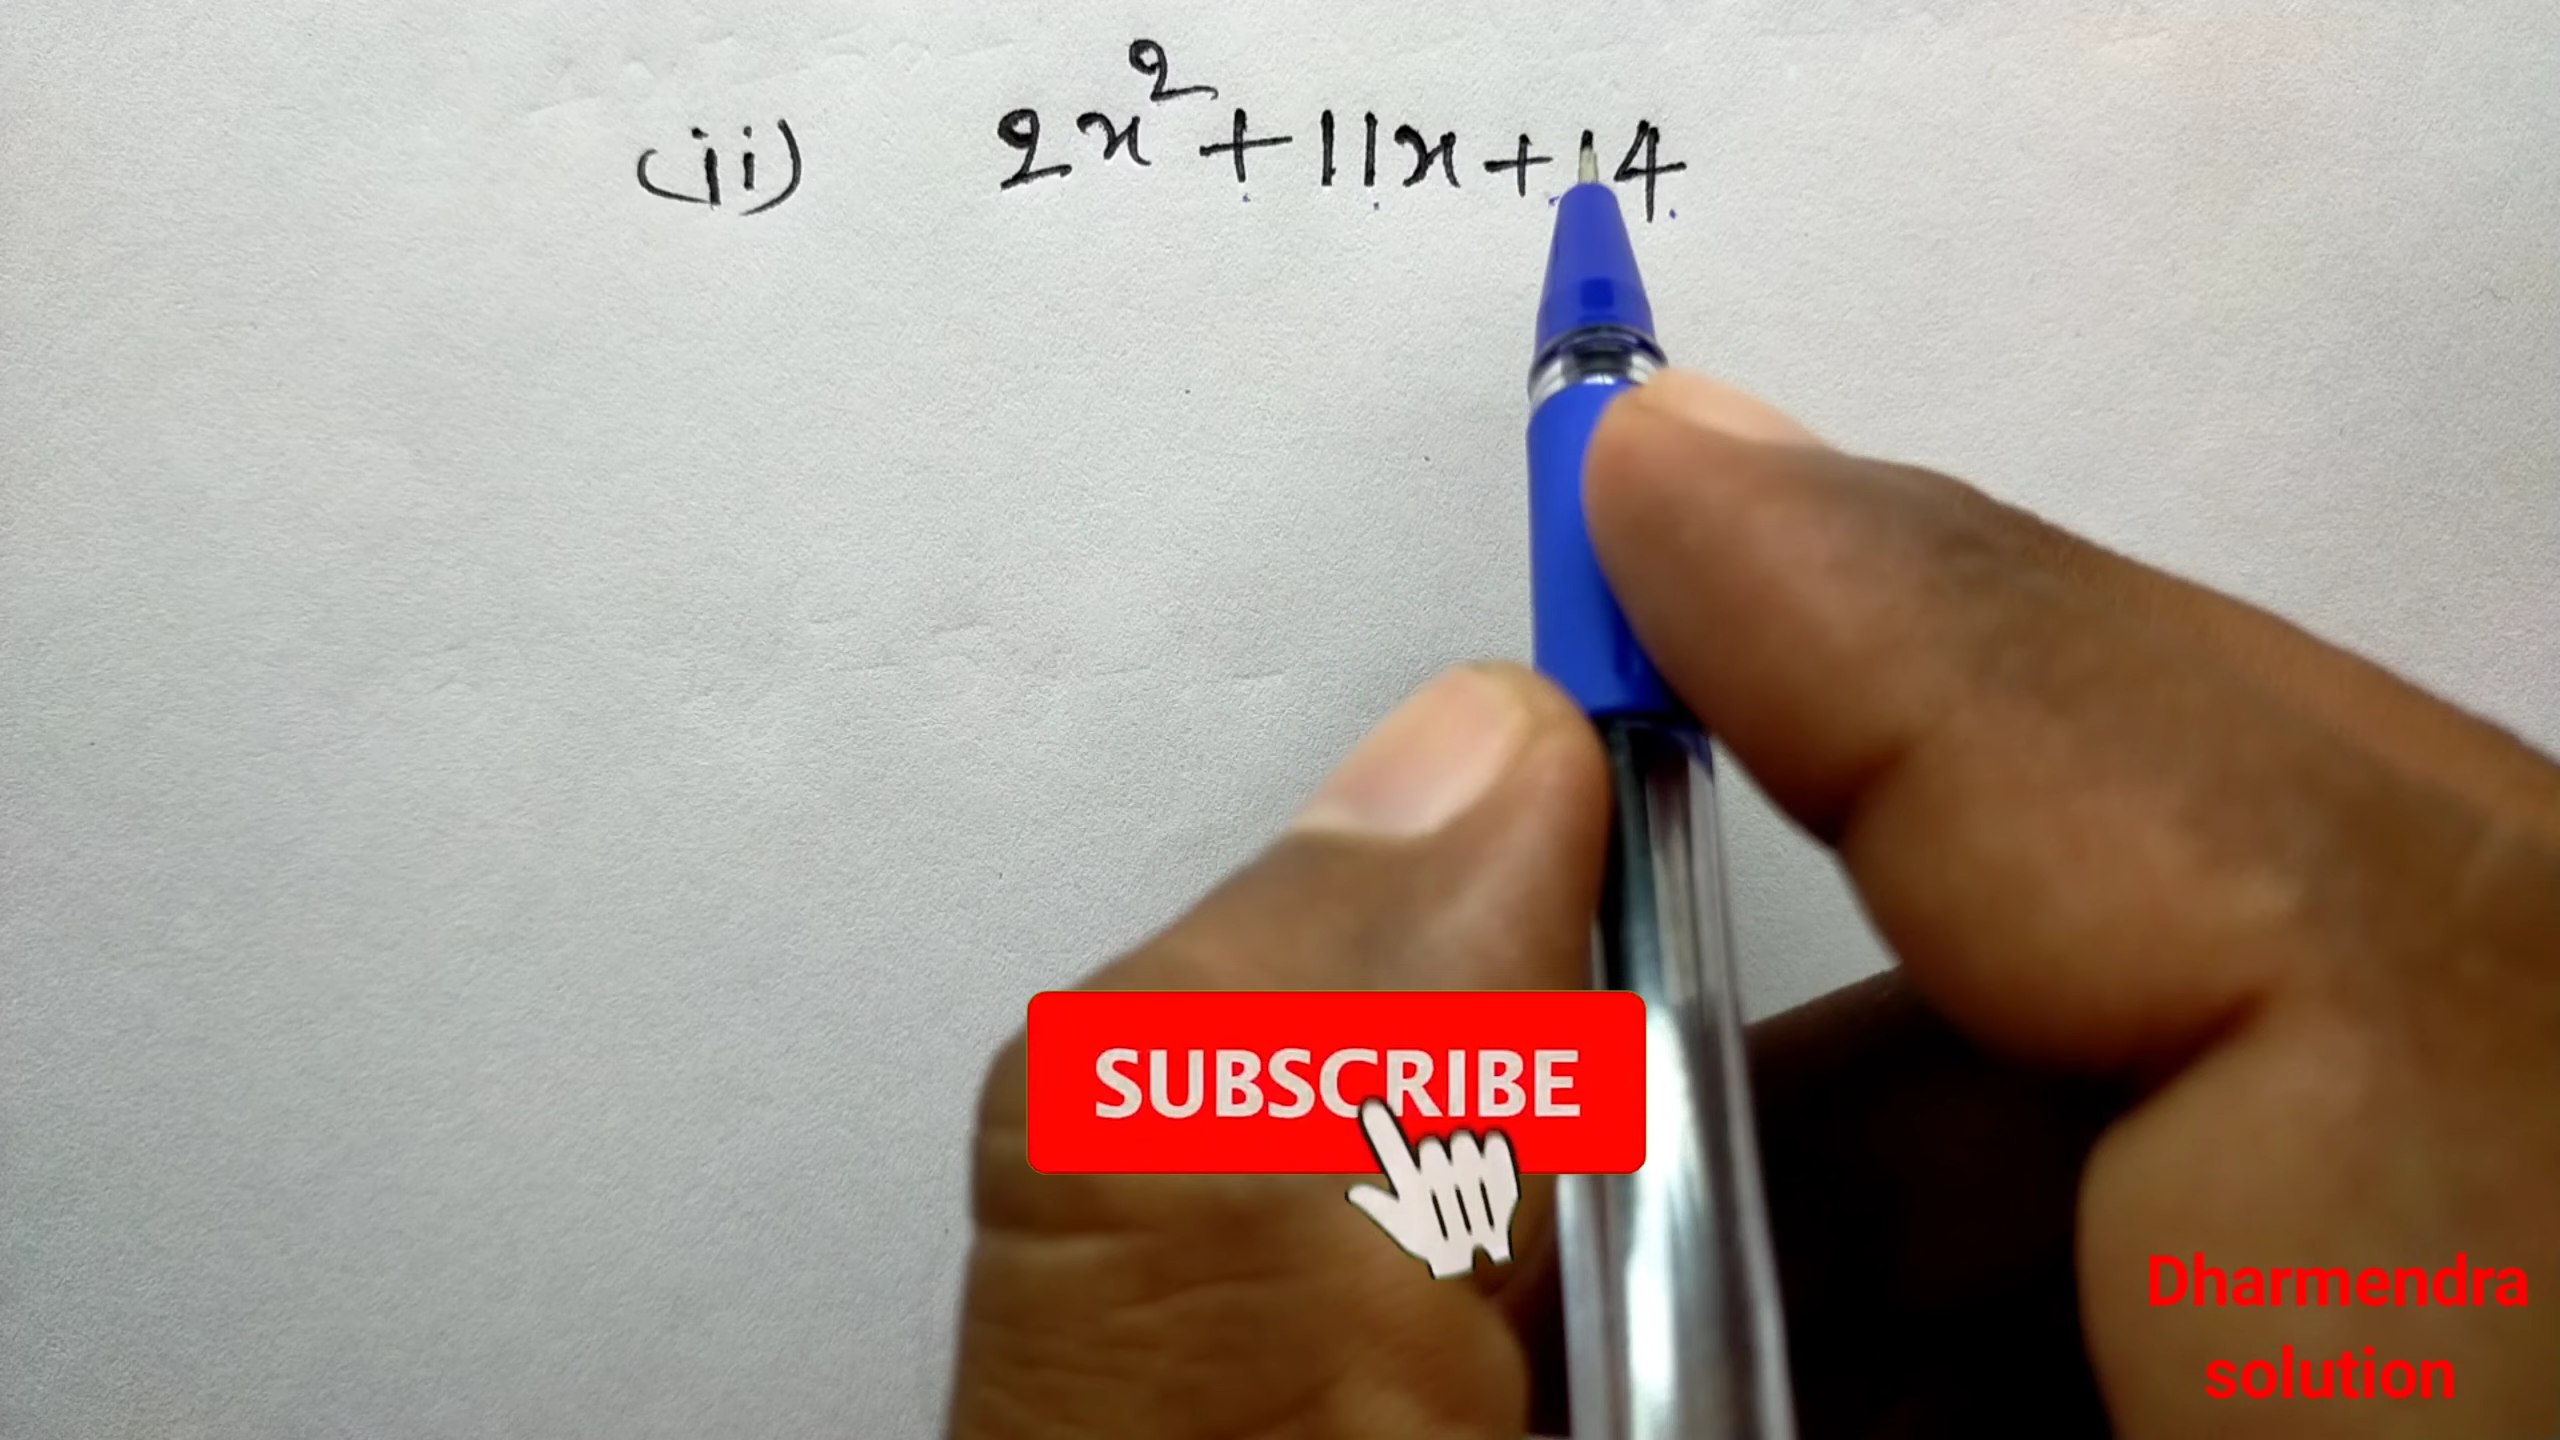 (ii) 2x² + 11x + 14
SUBSCRIBE
Dharmendra
solution